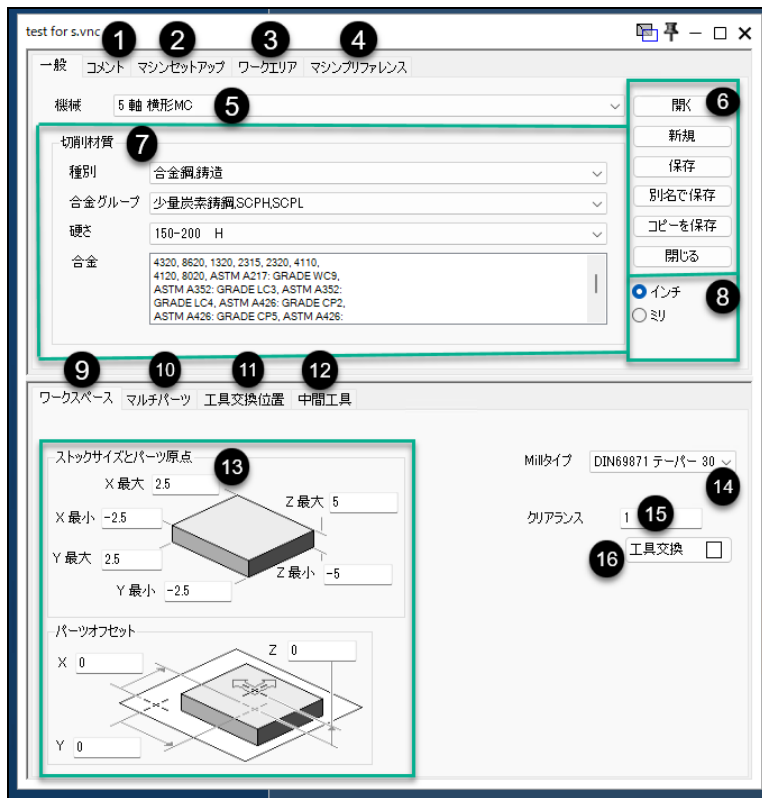 test for s.vnc
1 2 3 4
一般 コメント マシンセットアップ ワークエリア マシンプリファレンス
機械 5 軸 横形MC 5
開く 6
新規
保存
別名で保存
コピーを保存
閉じる
切削材質 7
種別 合金鋼,鋳造
合金グループ 少量炭素鋳鋼,SCPH,SCPL
硬さ 150-200 H
合金 4320, 8620, 1320, 2315, 2320, 4110,
4120, 8020, ASTM A217: GRADE WC9,
ASTM A352: GRADE LC3, ASTM A352:
GRADE LC4, ASTM A426: GRADE CP2,
ASTM A426: GRADE CP5, ASTM A426:
インチ 8
ミリ
9 10 11 12
ワークスペース マルチパーツ 工具交換位置 中間工具
ストックサイズとパーツ原点 13
X 最大 2.5
Z 最大 5
X 最小 -2.5
Y 最大 2.5
Z 最小 -5
Y 最小 -2.5
Millタイプ DIN69871 テーパー 30
14
クリアランス 1 15
16 工具交換
パーツオフセット
X 0
Z 0
Y 0